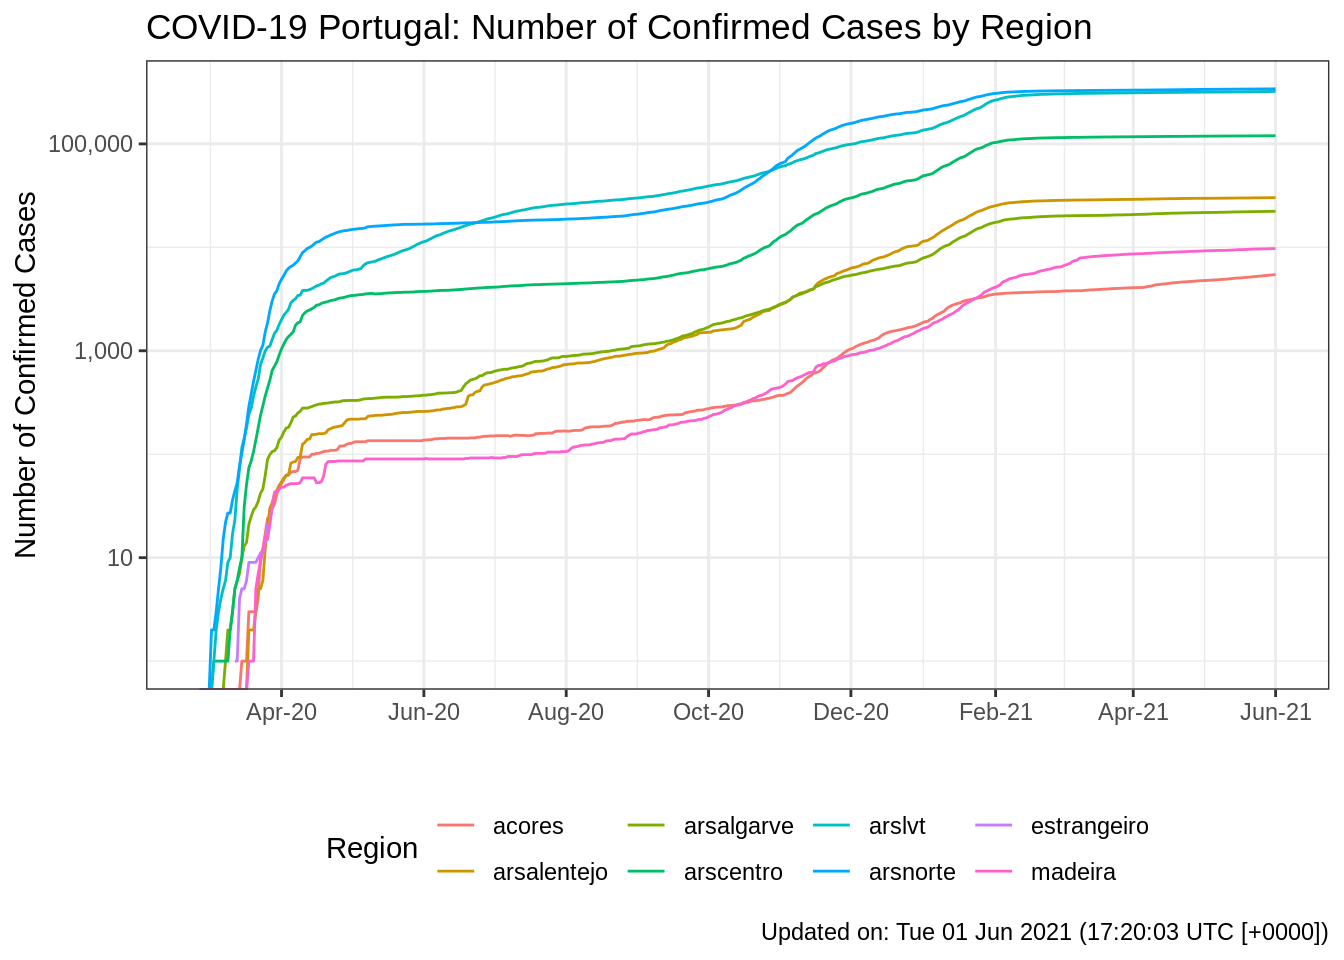 COVID-19 Portugal: Number of Confirmed Cases by Region
Number of Confirmed Cases
100,000
1,000
10
Apr-20 Jun-20 Aug-20 Oct-20 Dec-20 Feb-21 Apr-21 Jun-21
Region
acores arsalgarve arslvt estrangeiro
arsalentejo arscentro arsnorte madeira
Updated on: Tue 01 Jun 2021 (17:20:03 UTC [+0000])